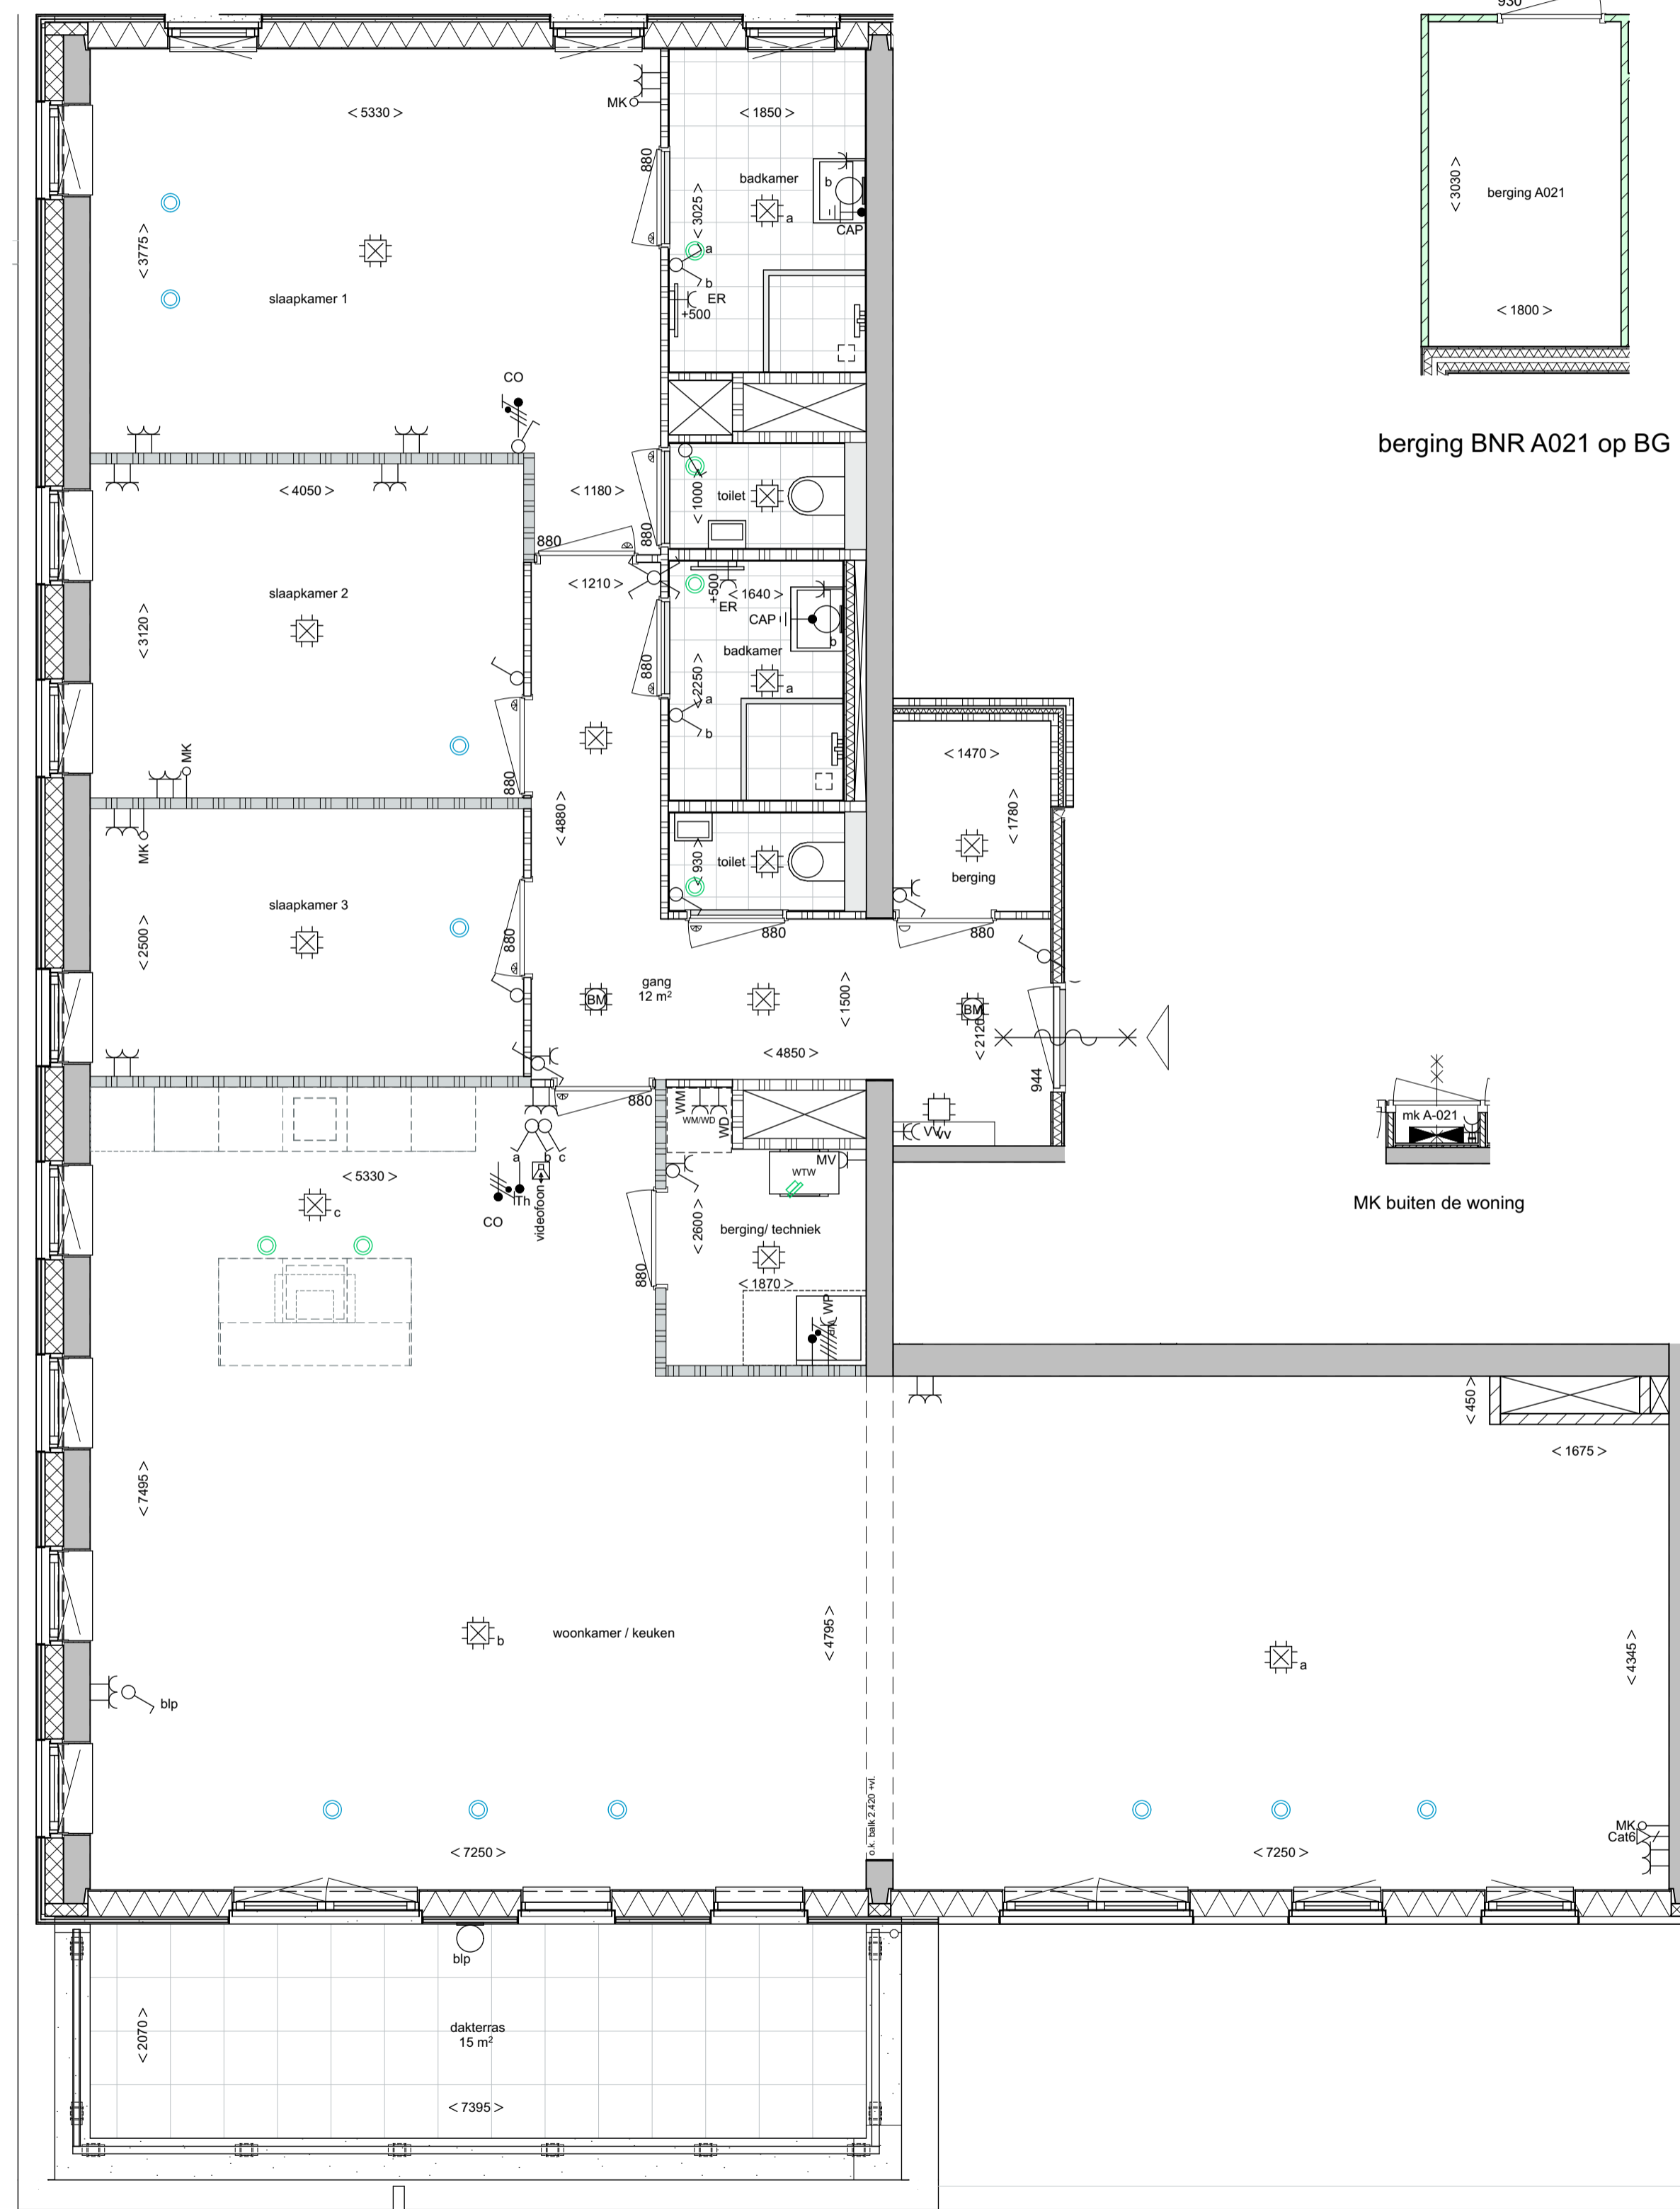 930
< 5330 >
MK
< 1850 >
880
badkamer
b
< 3030 >
berging A021
< 3025 >
a
CAP
< 3775 >
a
b
ER
+500
slaapkamer 1
< 1800 >
CO
berging BNR A021 op BG
< 4050 >
< 1180 >
< 1000 >
toilet
880
880
< 1210 >
+500
ER
< 1640 >
slaapkamer 2
CAP
b
< 3120 >
badkamer
880
< 2250 >
a
a
b
MK
880
< 1470 >
< 4880 >
< 1780 >
MK
< 930 >
toilet
berging
slaapkamer 3
< 2500 >
880
880
880
gang
12 m²
BM
< 1500 >
BM
< 2120
< 4850 >
944
880
WM
WM/WD
WD
VV
vv
mk A-021
a
b
c
MV
WTW
< 5330 >
c
Th
CO
videofoon
MK buiten de woning
< 2600 >
berging/ techniek
880
< 1870 >
WP
< 450 >
< 1675 >
< 7495 >
b
woonkamer / keuken
< 4795 >
a
< 4345 >
blp
o.k. balk 2.420 +vl.
MK
Cat6
< 7250 >
< 7250 >
blp
dakterras
15 m²
< 2070 >
< 7395 >